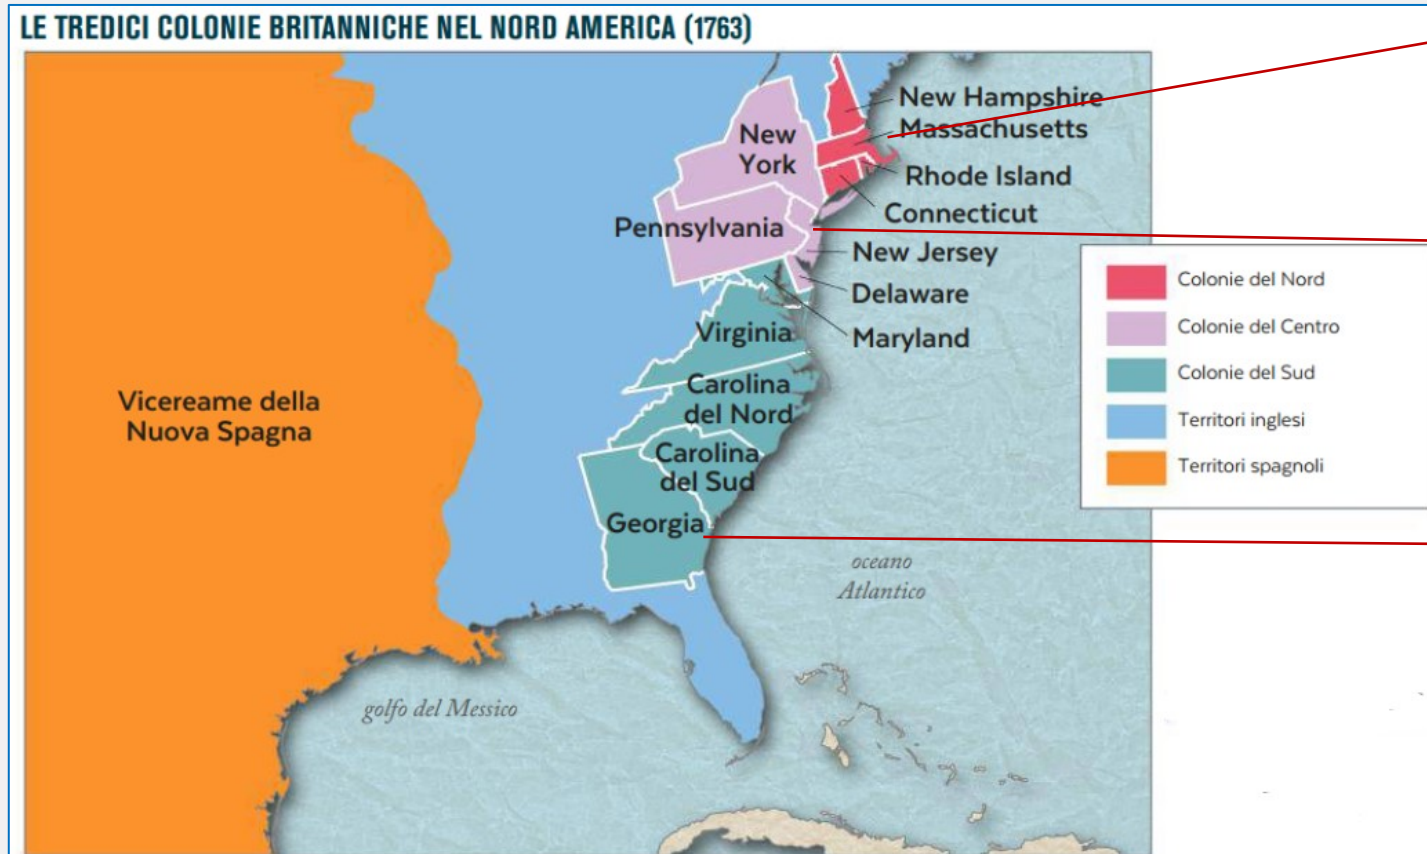 LE TREDICI COLONIE BRITANNICHE NEL NORD AMERICA (1763)
New Hampshire
Massachusetts
New
York
Rhode Island
Connecticut
Pennsylvania
New Jersey
Delaware
Maryland
Virginia
Carolina
del Nord
Carolina
del Sud
Georgia
Vicereame della
Nuova Spagna
Colonie del Nord
Colonie del Centro
Colonie del Sud
Territori inglesi
Territori spagnoli
oceano
Atlantico
golfo del Messico